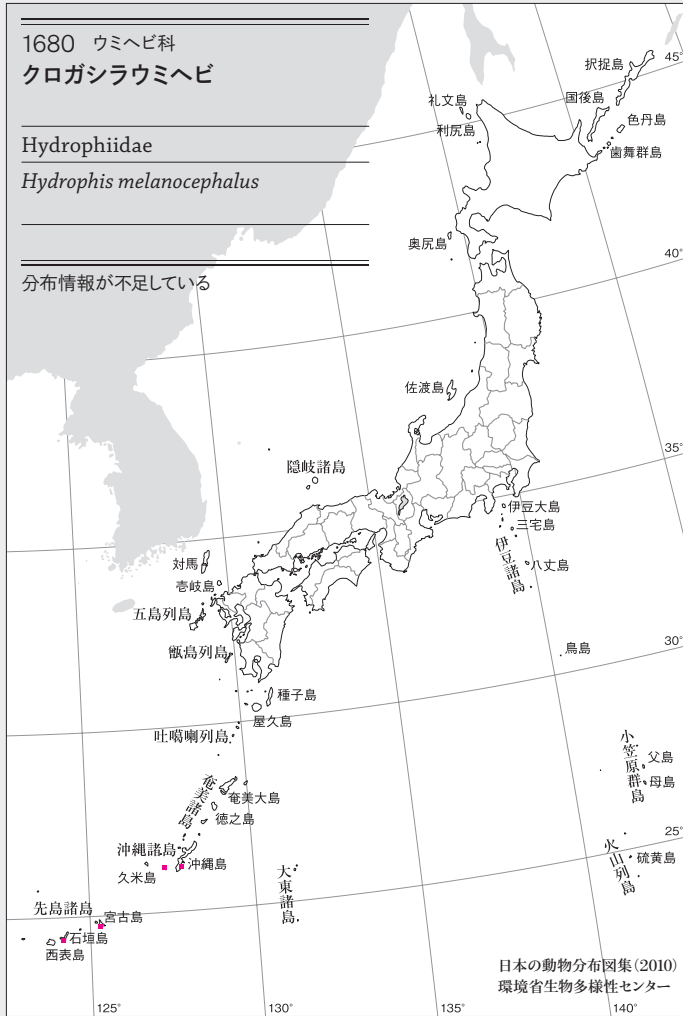 1680 ウミヘビ科
クロガシラウミヘビ
Hydrophiidae
Hydrophis melanocephalus
分布情報が不足している
択捉島
45°
国後島
礼文島
色丹島
利尻島
歯舞群島
奥尻島
40°
佐渡島
35°
隠岐諸島
伊豆大島
三宅島
伊豆諸島
八丈島
対馬
壱岐島
五島列島
甑島列島
鳥島
30°
種子島
屋久島
吐噶喇列島
小笠原群島
父島
母島
奄美諸島
奄美大島
徳之島
25°
沖縄諸島
沖縄島
久米島
火山列島
硫黄島
大東諸島
先島諸島
宮古島
石垣島
西表島
日本の動物分布図集(2010)
環境省生物多様性センター
125°
130°
135°
140°